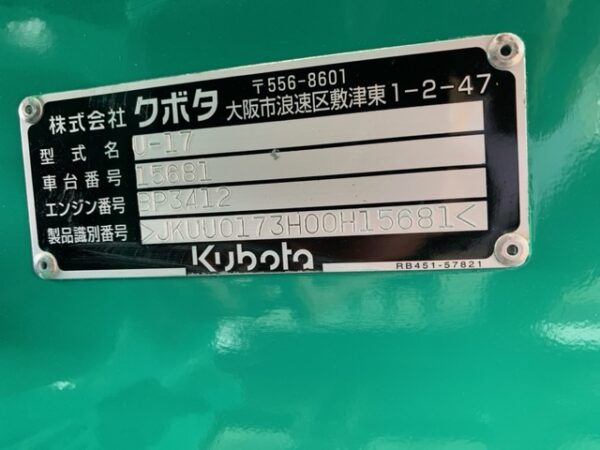 株式会社 クボタ 〒556-8601
大阪市浪速区敷津東1-2-47
型式名 U-17
車台番号 15681
エンジン番号 BP3412
製品識別番号 >JKUU0173H00H15681<
Kubota
RB451-57821